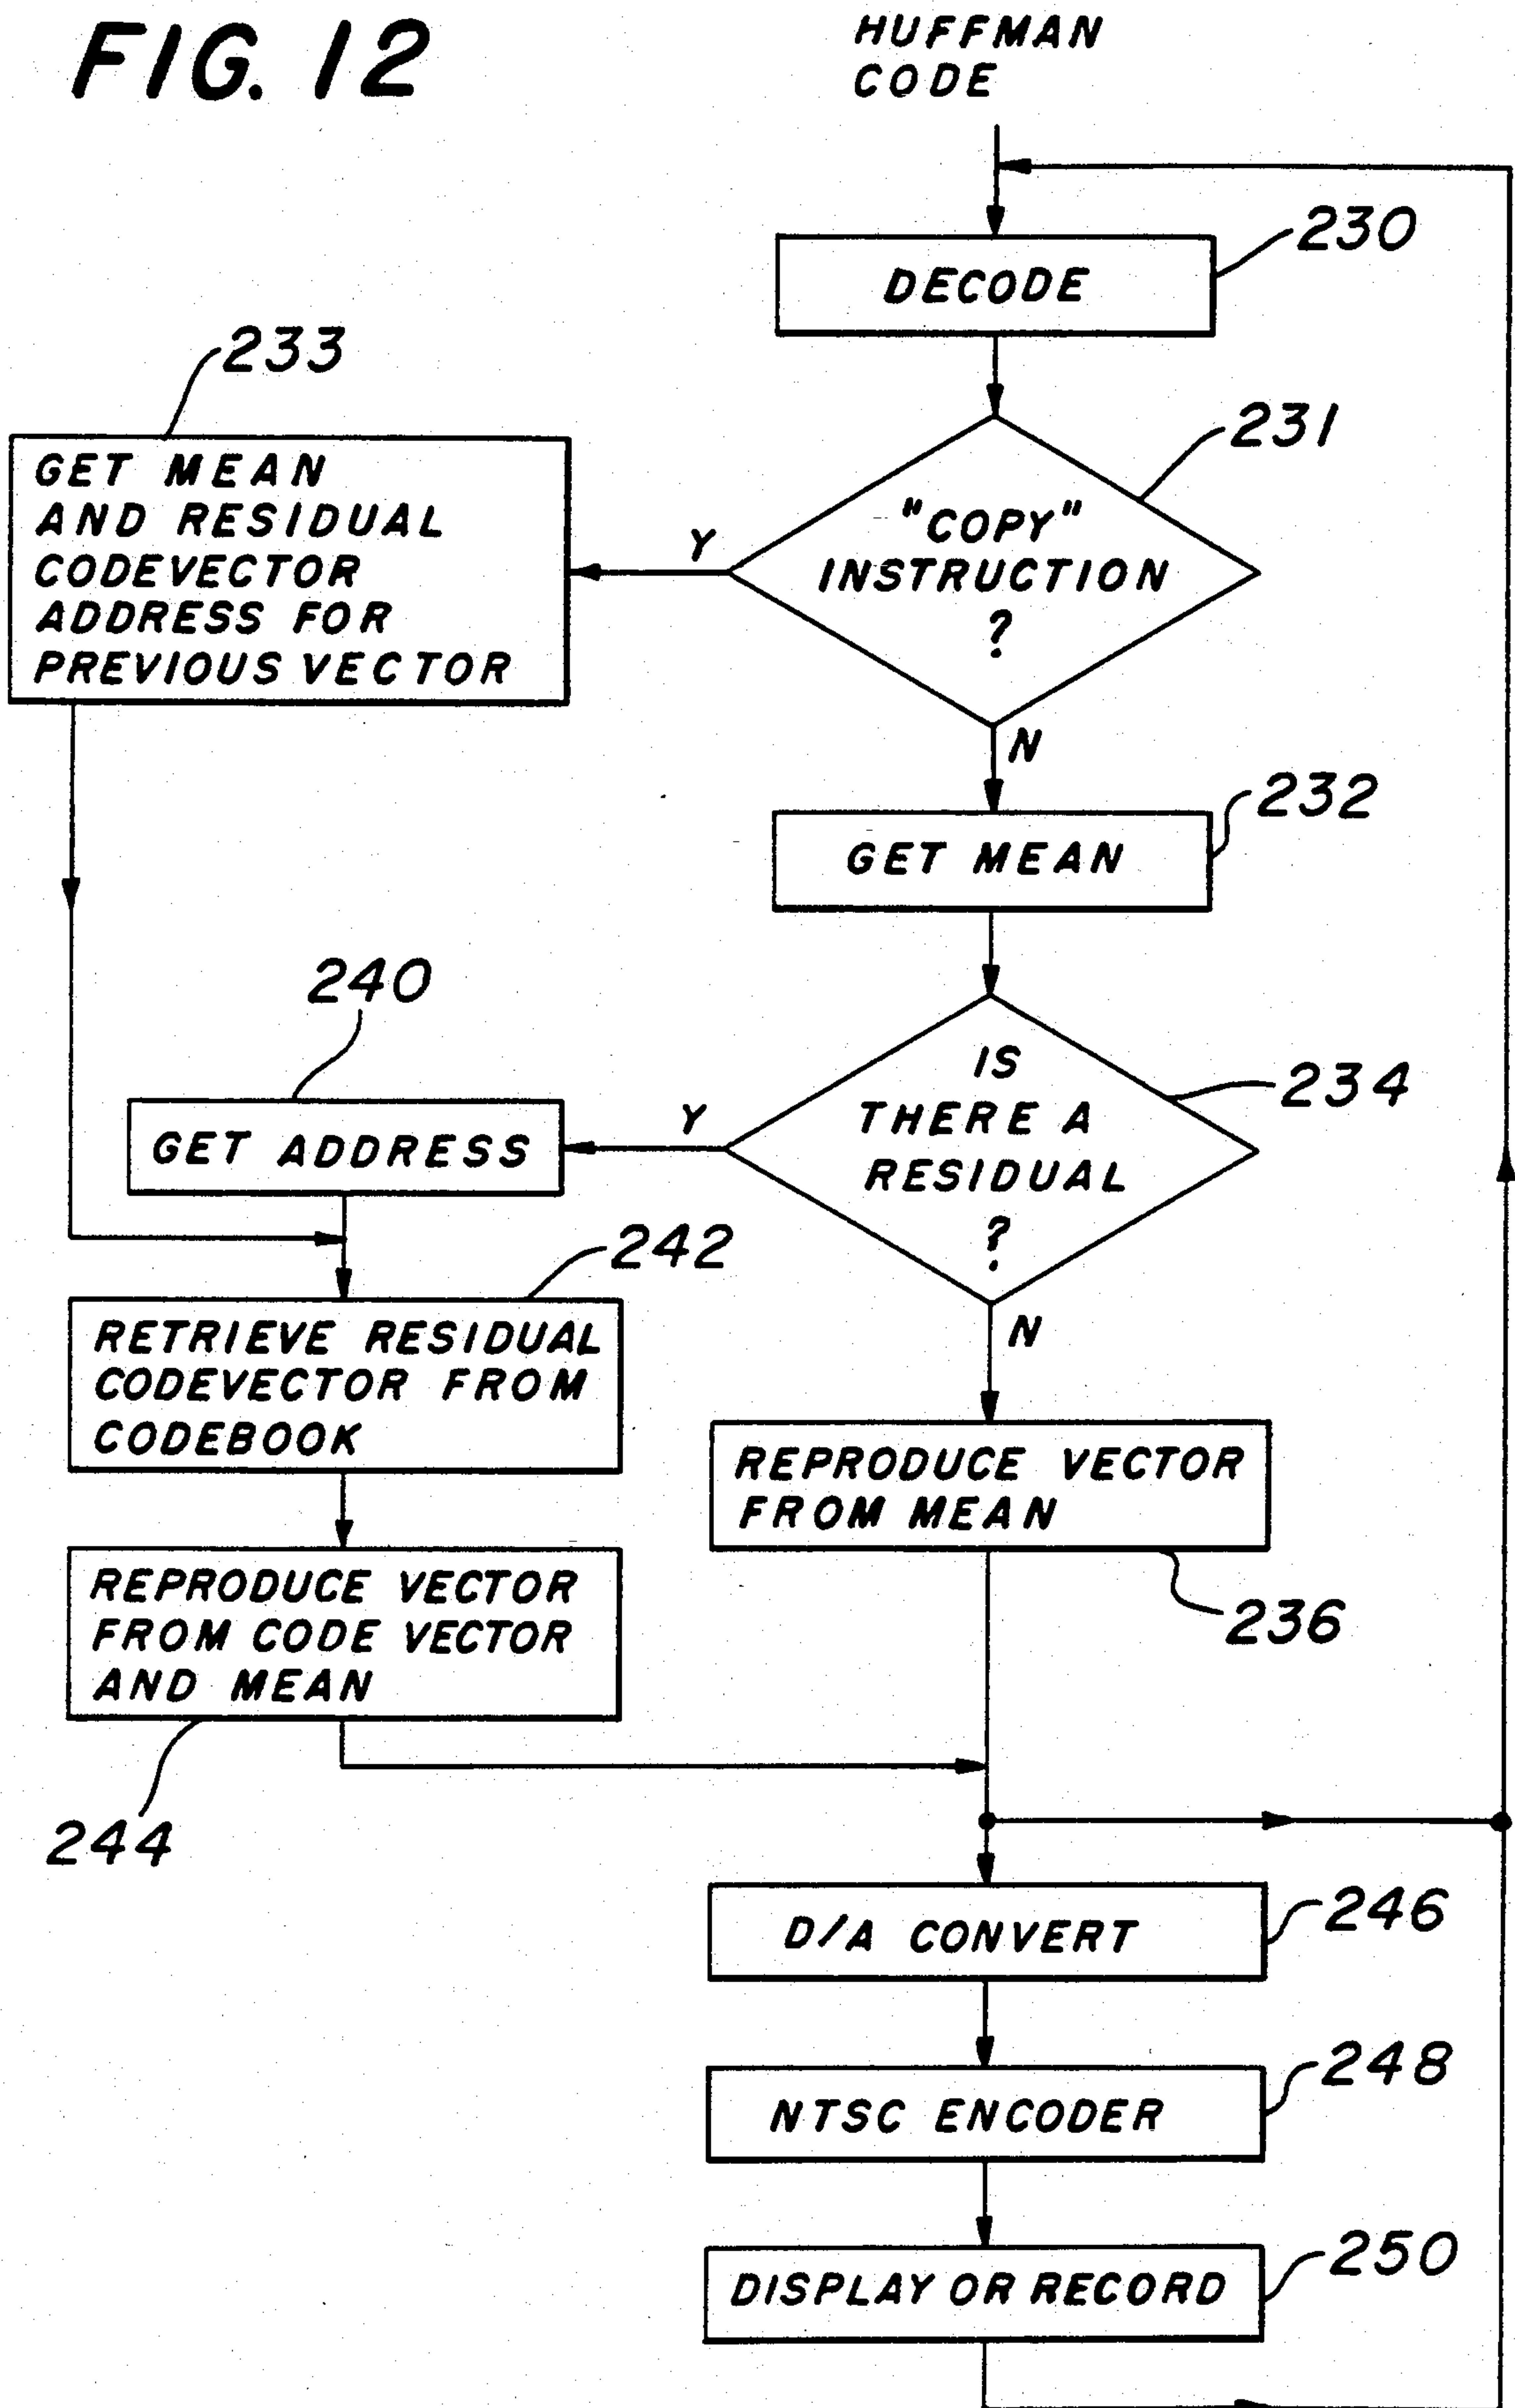 FIG. 12
HUFFMAN
CODE
230
DECODE
233
231
GET MEAN
AND RESIDUAL
CODEVECTOR
ADDRESS FOR
PREVIOUS VECTOR
Y
"COPY"
INSTRUCTION
?
N
232
GET MEAN
240
234
GET ADDRESS
Y
IS
THERE A
RESIDUAL
?
242
N
RETRIEVE RESIDUAL
CODEVECTOR FROM
CODEBOOK
REPRODUCE VECTOR
FROM MEAN
236
REPRODUCE VECTOR
FROM CODE VECTOR
AND MEAN
244
246
D/A CONVERT
248
NTSC ENCODER
250
DISPLAY OR RECORD